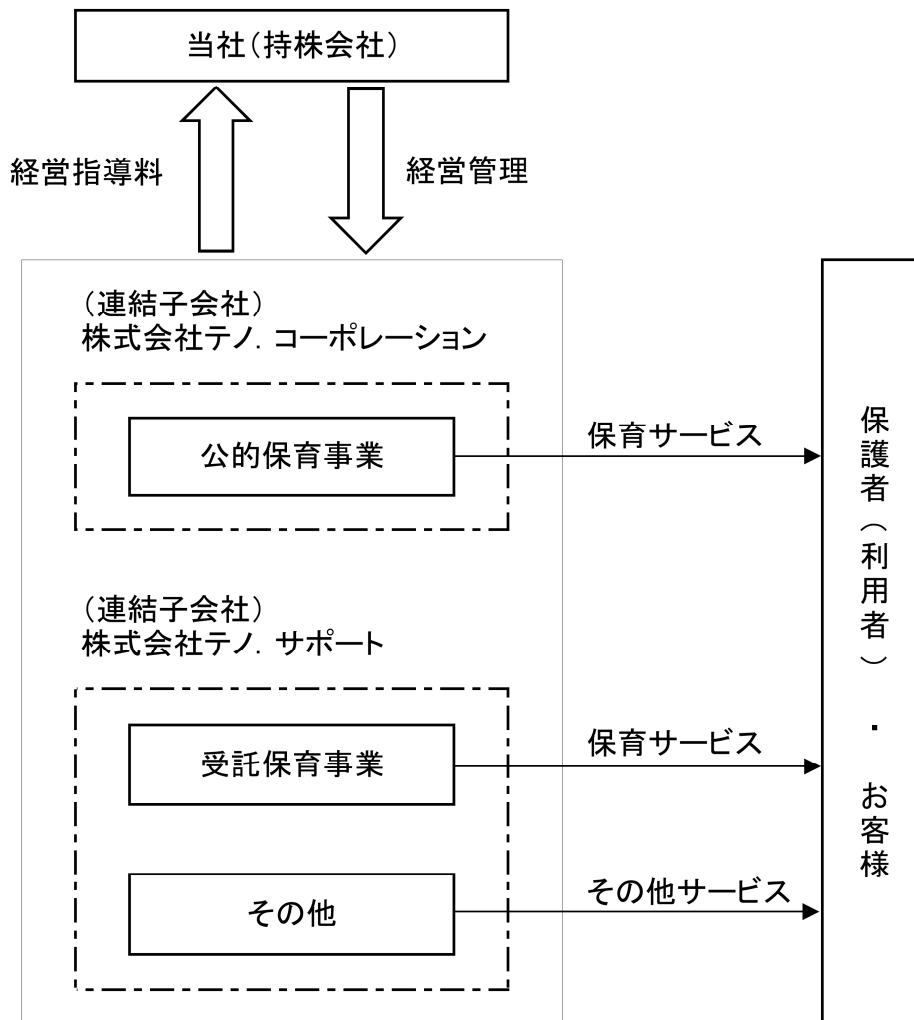 当社(持株会社)
経営指導料
経営管理
(連結子会社)
株式会社テノ．コーポレーション
公的保育事業
保育サービス
(連結子会社)
株式会社テノ．サポート
受託保育事業
保育サービス
その他
その他サービス
保護者(利用者)・お客様